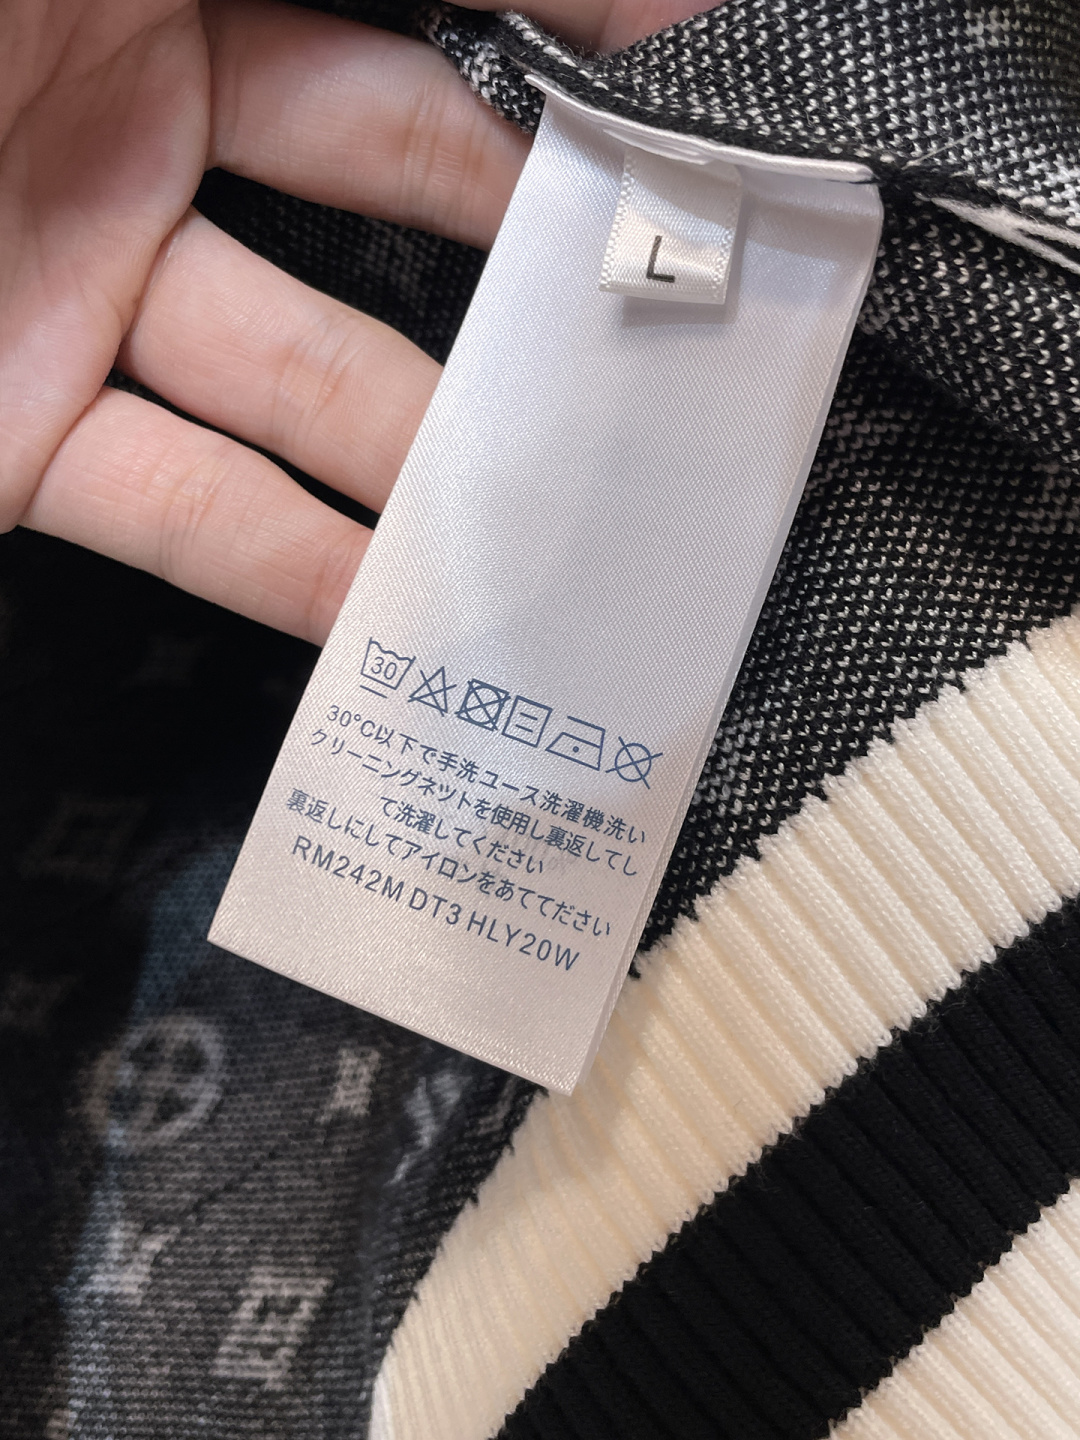 L
30
30°C以下で手洗ユース洗濯機洗い
クリーニングネツトを使用し裏返してし
て洗濯してください
裏返しにしてアイロンをあててださい
RM242M DT3 HLY20W